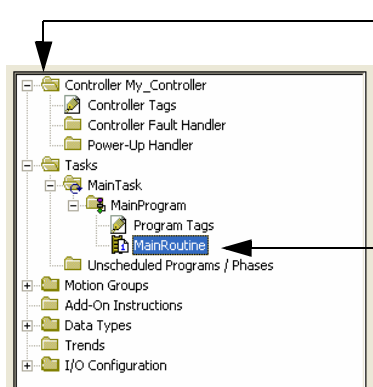 Controller My_Controller
Controller Tags
Controller Fault Handler
Power-Up Handler
Tasks
MainTask
MainProgram
Program Tags
MainRoutine
Unscheduled Programs / Phases
Motion Groups
Add-On Instructions
Data Types
Trends
I/O Configuration